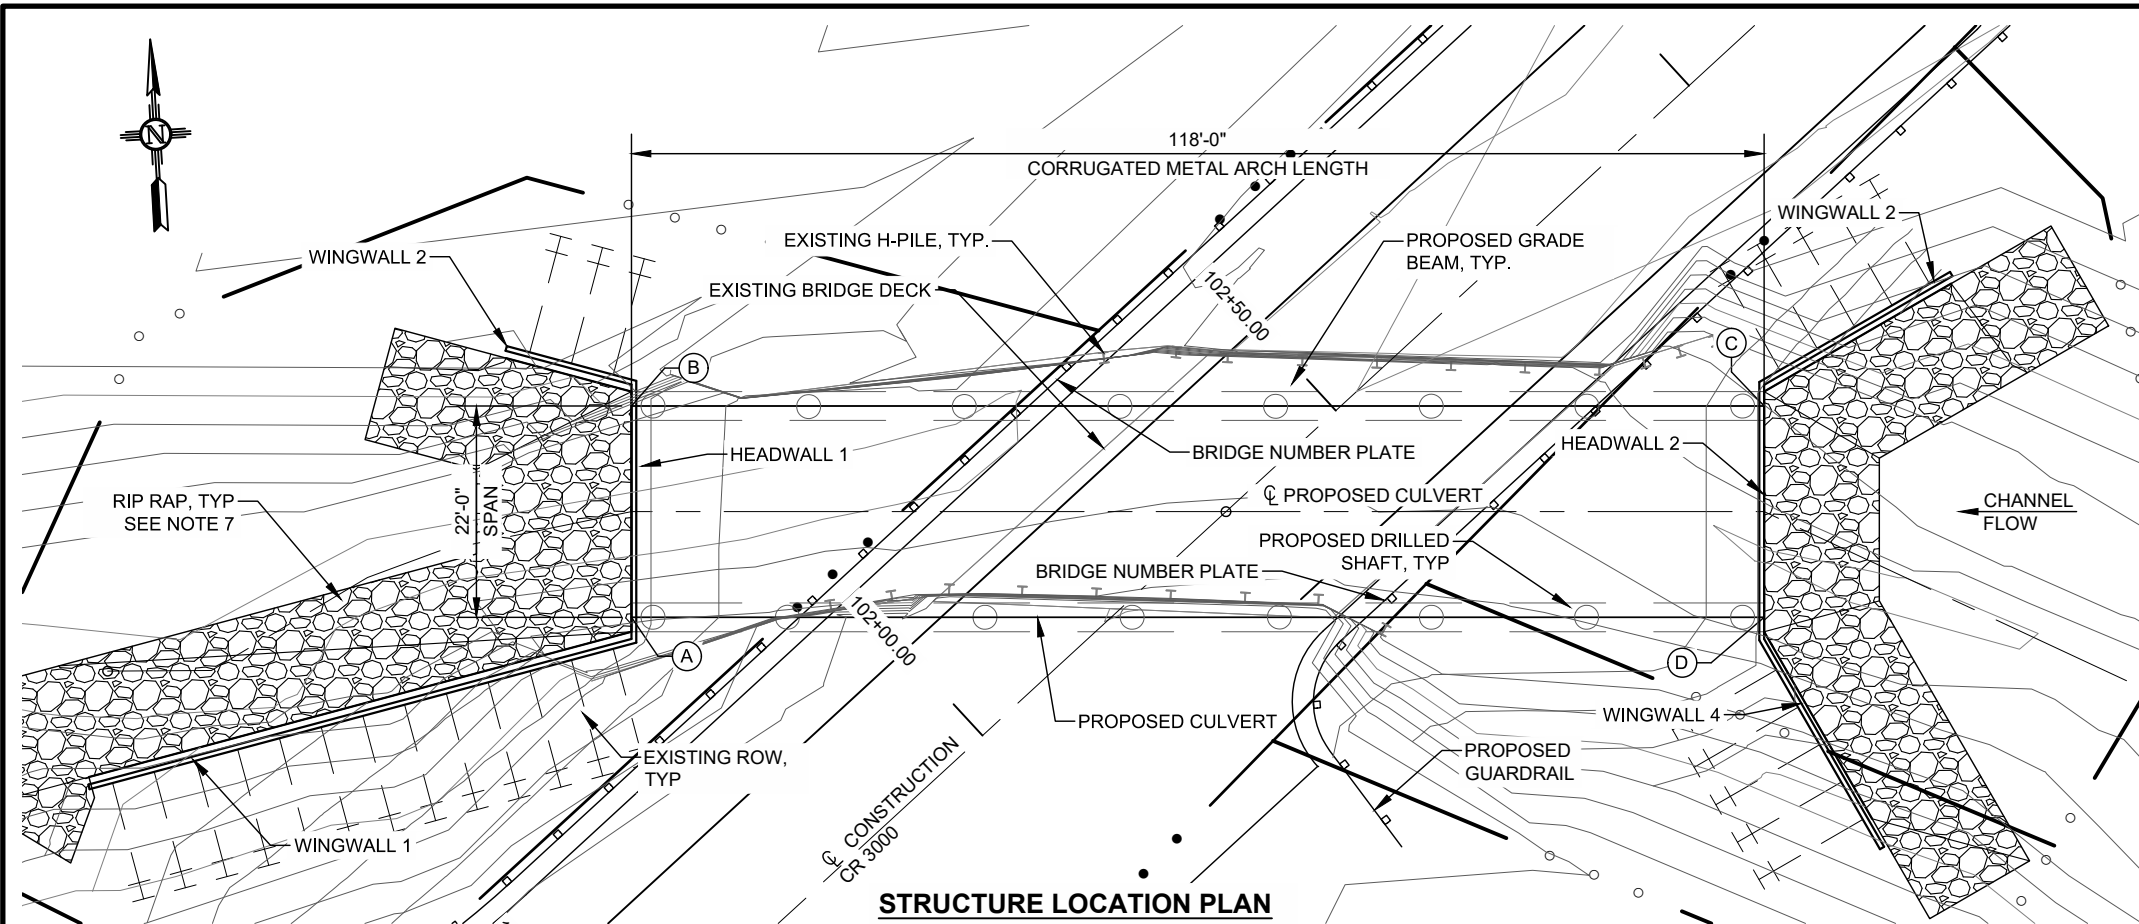 N
118'-0"
CORRUGATED METAL ARCH LENGTH
WINGWALL 2
EXISTING H-PILE, TYP.
EXISTING BRIDGE DECK
102+50.00
PROPOSED GRADE
BEAM, TYP.
WINGWALL 2
B
C
HEADWALL 1
BRIDGE NUMBER PLATE
HEADWALL 2
RIP RAP, TYP
SEE NOTE 7
22'-0"
SPAN
℄ PROPOSED CULVERT
CHANNEL
FLOW
PROPOSED DRILLED
SHAFT, TYP
BRIDGE NUMBER PLATE
102+00.00
A
D
PROPOSED CULVERT
WINGWALL 4
EXISTING ROW,
TYP
PROPOSED
GUARDRAIL
WINGWALL 1
℄ CONSTRUCTION
CR 3000
STRUCTURE LOCATION PLAN